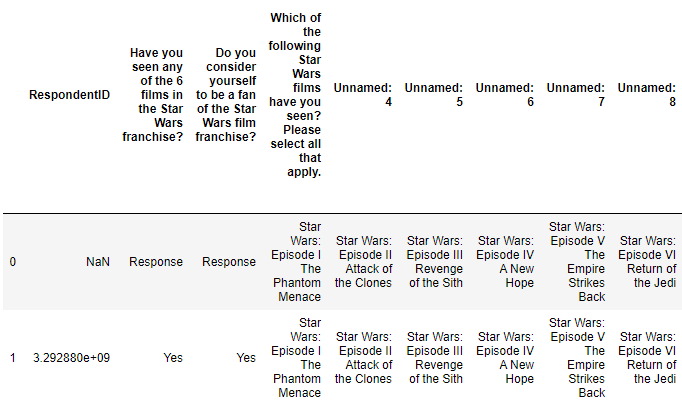 RespondentID
Have you
seen any
of the 6
films in
the Star
Wars
franchise?
Do you
consider
yourself
to be a fan
of the Star
Wars film
franchise?
Which of
the
following
Star
Wars
films
have you
seen?
Please
select all
that
apply.
Unnamed:
4
Unnamed:
5
Unnamed:
6
Unnamed:
7
Unnamed:
8
0
NaN
Response
Response
Star
Wars:
Episode I
The
Phantom
Menace
Star Wars:
Episode II
Attack of
the Clones
Star Wars:
Episode III
Revenge
of the Sith
Star Wars:
Episode IV
A New
Hope
Star Wars:
Episode V
The
Empire
Strikes
Back
Star Wars:
Episode VI
Return of
the Jedi
1
3.292880e+09
Yes
Yes
Star
Wars:
Episode I
The
Phantom
Menace
Star Wars:
Episode II
Attack of
the Clones
Star Wars:
Episode III
Revenge
of the Sith
Star Wars:
Episode IV
A New
Hope
Star Wars:
Episode V
The
Empire
Strikes
Back
Star Wars:
Episode VI
Return of
the Jedi